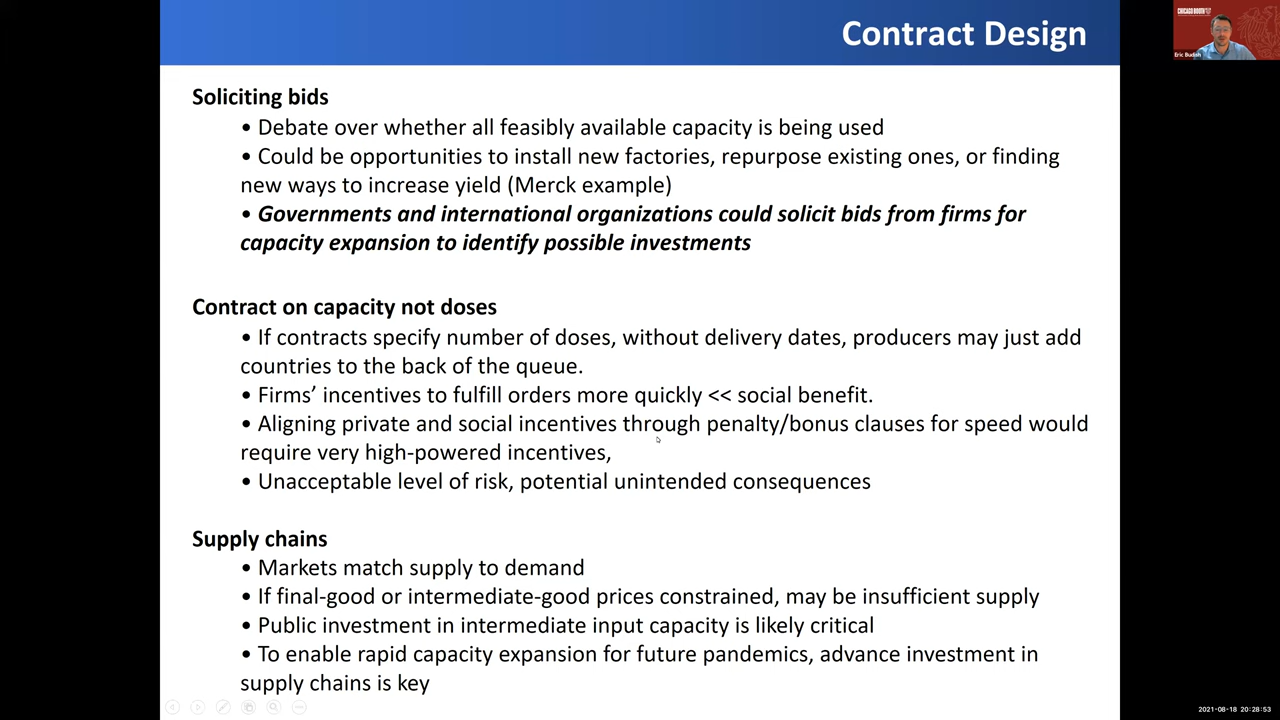 Contract Design
CHICAGO BOOTH
Eric Budish
Soliciting bids
• Debate over whether all feasibly available capacity is being used
• Could be opportunities to install new factories, repurpose existing ones, or finding
new ways to increase yield (Merck example)
• Governments and international organizations could solicit bids from firms for
capacity expansion to identify possible investments
Contract on capacity not doses
• If contracts specify number of doses, without delivery dates, producers may just add
countries to the back of the queue.
• Firms’ incentives to fulfill orders more quickly << social benefit.
• Aligning private and social incentives through penalty/bonus clauses for speed would
require very high-powered incentives,
• Unacceptable level of risk, potential unintended consequences
Supply chains
• Markets match supply to demand
• If final-good or intermediate-good prices constrained, may be insufficient supply
• Public investment in intermediate input capacity is likely critical
• To enable rapid capacity expansion for future pandemics, advance investment in
supply chains is key
2021-08-18 20:28:53